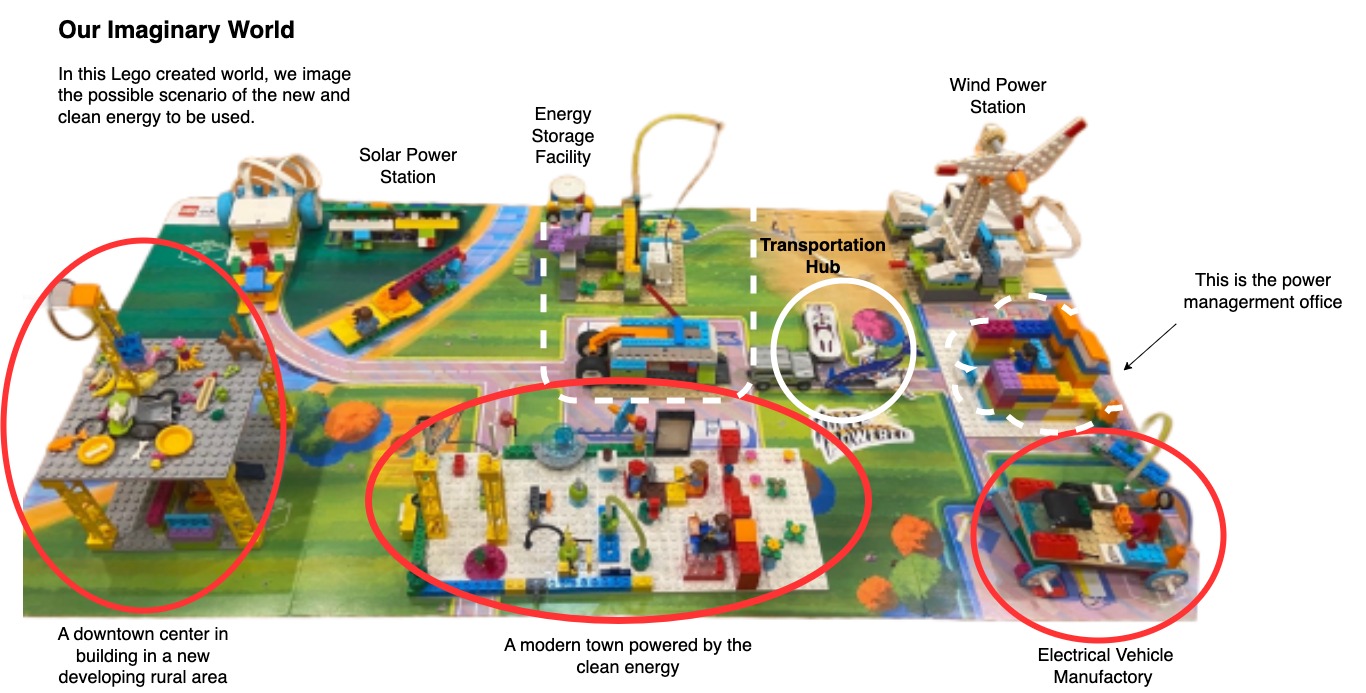 Our Imaginary World
In this Lego created world, we image
the possible scenario of the new and
clean energy to be used.
Solar Power
Station
Energy
Storage
Facility
Wind Power
Station
Transportation
Hub
This is the power
managerment office
A downtown center in
building in a new
developing rural area
A modern town powered by the
clean energy
Electrical Vehicle
Manufactory